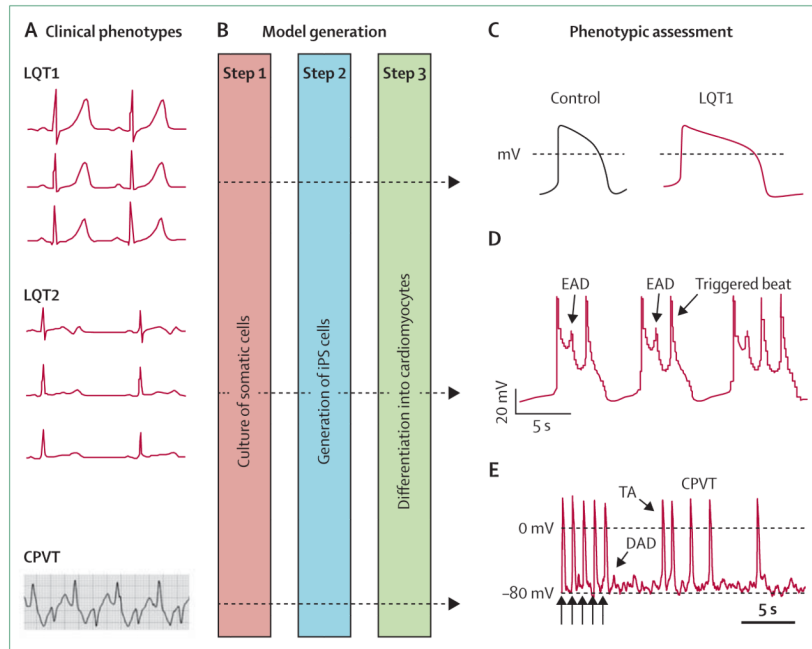 A Clinical phenotypes
LQT1
LQT2
CPVT
B Model generation
Step 1
Step 2
Step 3
Culture of somatic cells
Generation of iPS cells
Differentiation into cardiomyocytes
C Phenotypic assessment
Control
LQT1
mV
D
EAD
EAD
Triggered beat
20 mV
5 s
E
CPVT
TA
0 mV
DAD
−80 mV
5 s